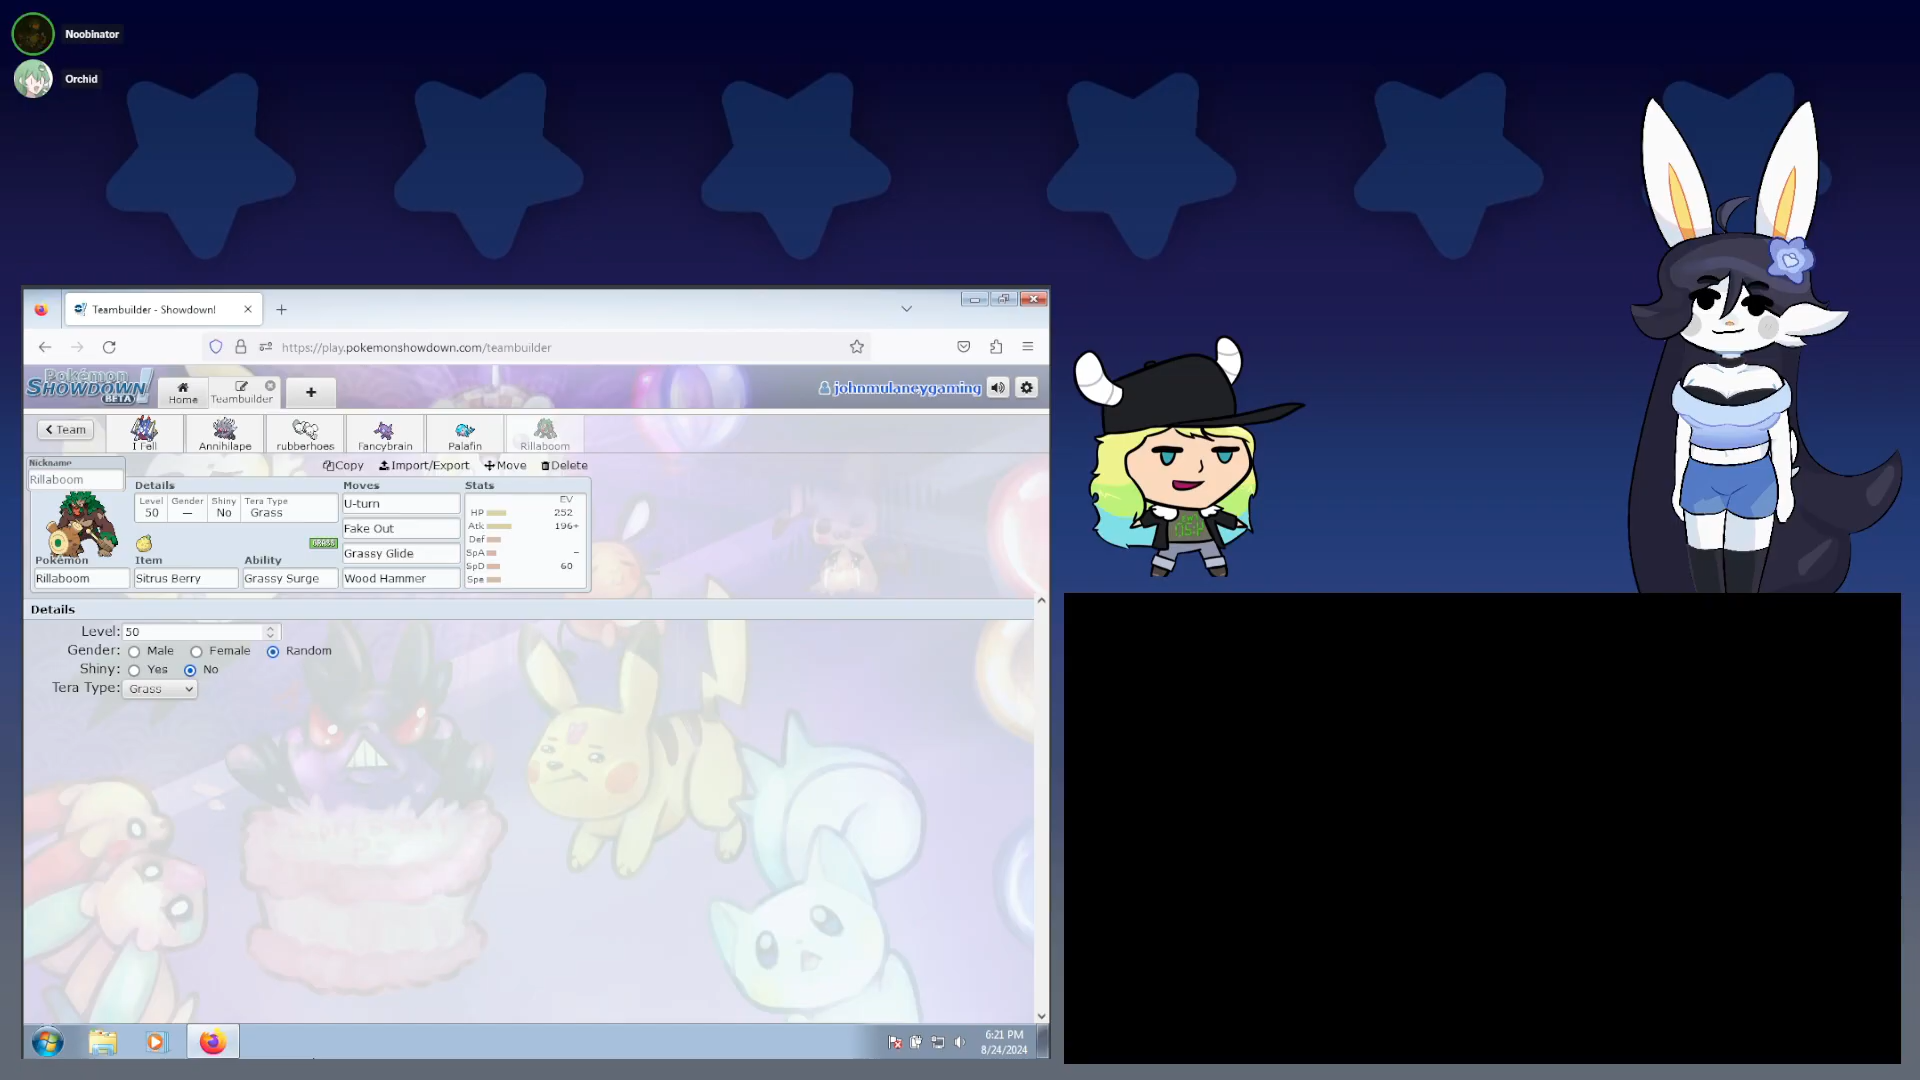 Noobinator
Orchid
Teambuilder - Showdown!
https://play.pokemonshowdown.com/teambuilder
Pokémon
SHOWDOWN!
BETA
Home
Teambuilder
johnmulaneygaming
Team
I Fell
Annihilape
rubberhoes
Fancybrain
Palafin
Rillaboom
Copy Import/Export Move Delete
Nickname
Rillaboom
Details
Level Gender Shiny Tera Type
50 — No Grass
GRASS
Pokémon Item Ability
Rillaboom Sitrus Berry Grassy Surge
Moves
U-turn
Fake Out
Grassy Glide
Wood Hammer
Stats
EV
HP 252
Atk 196+
Def
SpA −
SpD 60
Spe
Details
Level: 50
Gender: Male Female Random
Shiny: Yes No
Tera Type: Grass
6:21 PM
8/24/2024